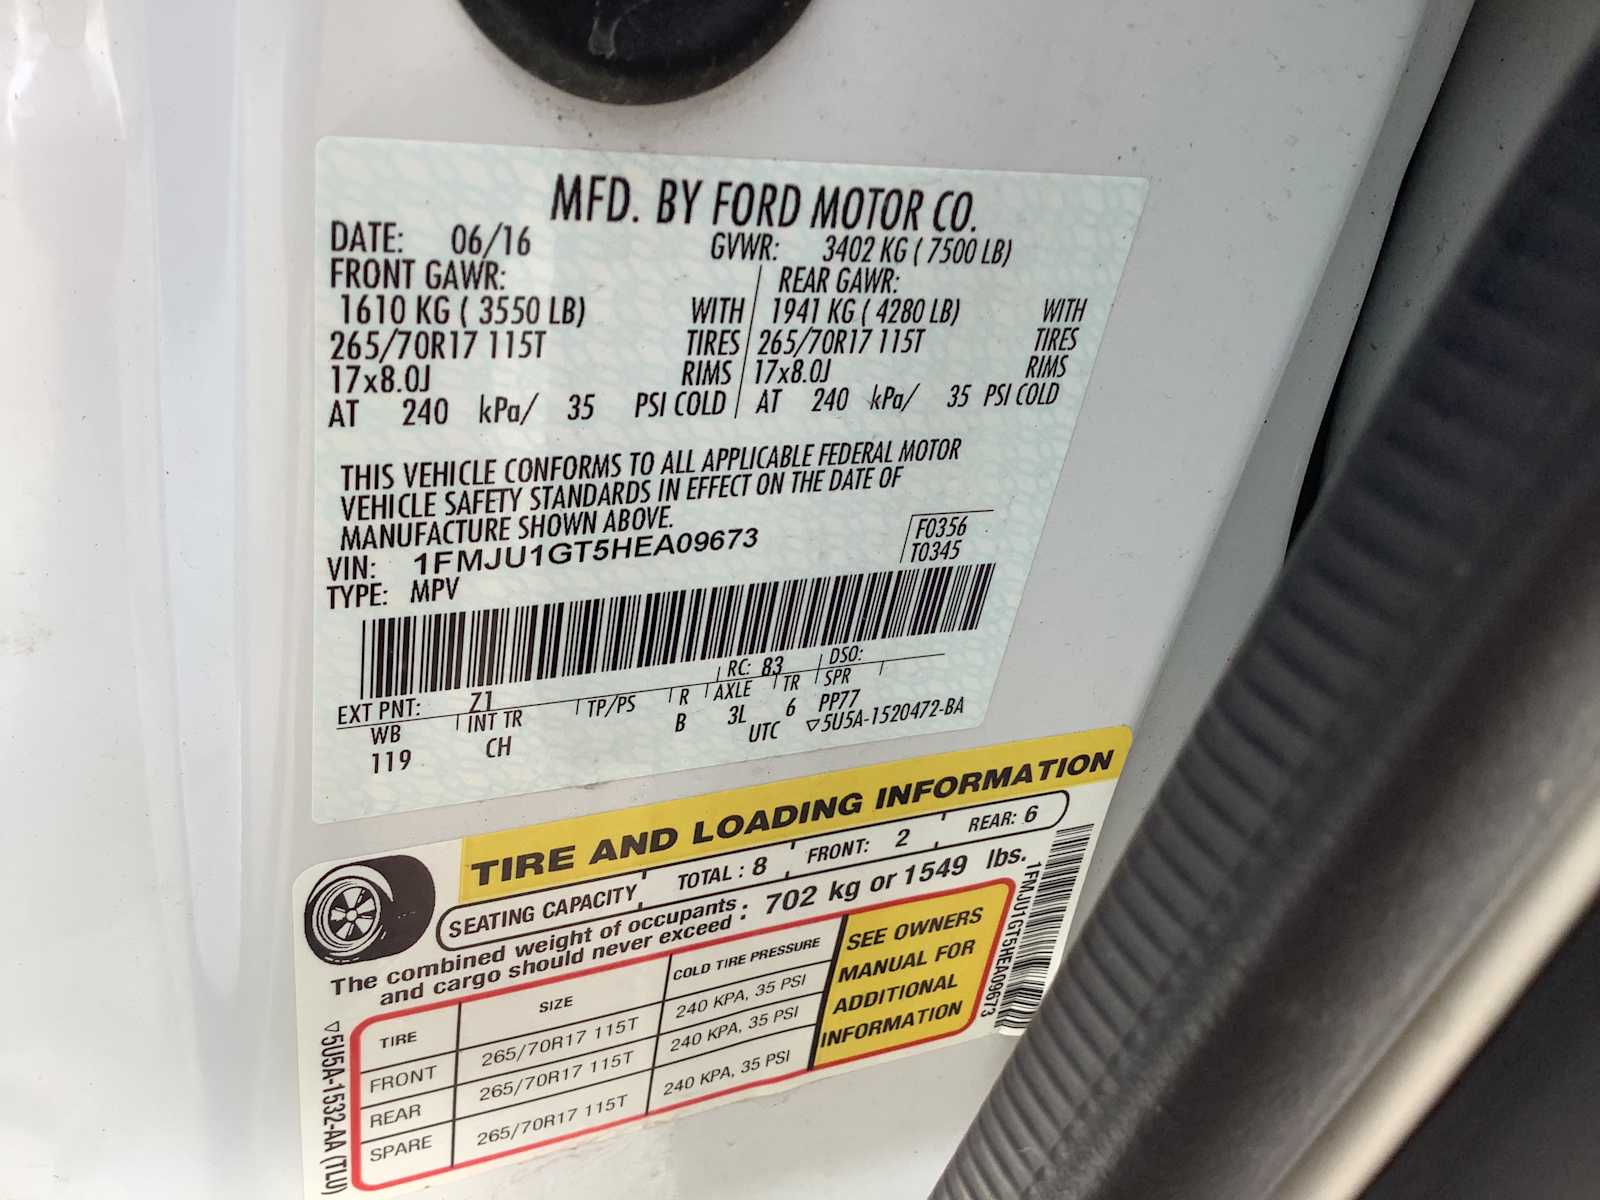 MFD. BY FORD MOTOR CO.
DATE: 06/16 GVWR: 3402 KG ( 7500 LB)
FRONT GAWR: REAR GAWR:
1610 KG ( 3550 LB) WITH 1941 KG ( 4280 LB) WITH
265/70R17 115T TIRES 265/70R17 115T TIRES
17x8.0J RIMS 17x8.0J RIMS
AT 240 kPa/ 35 PSI COLD AT 240 kPa/ 35 PSI COLD
THIS VEHICLE CONFORMS TO ALL APPLICABLE FEDERAL MOTOR
VEHICLE SAFETY STANDARDS IN EFFECT ON THE DATE OF
MANUFACTURE SHOWN ABOVE.
VIN: 1FMJU1GT5HEA09673 F0356
TYPE: MPV T0345
EXT PNT: Z1 RC: 83 DSO:
WB INT TR TP/PS R AXLE TR SPR
119 CH B 3L 6 PP77
UTC ▽5U5A-1520472-BA
TIRE AND LOADING INFORMATION
SEATING CAPACITY TOTAL : 8 FRONT: 2 REAR: 6
The combined weight of occupants
and cargo should never exceed : 702 kg or 1549 lbs.
TIRE SIZE COLD TIRE PRESSURE
FRONT 265/70R17 115T 240 KPA, 35 PSI
REAR 265/70R17 115T 240 KPA, 35 PSI
SPARE 265/70R17 115T 240 KPA, 35 PSI
SEE OWNERS
MANUAL FOR
ADDITIONAL
INFORMATION
1FMJU1GT5HEA09673
▽5U5A-1532-AA (TLU)